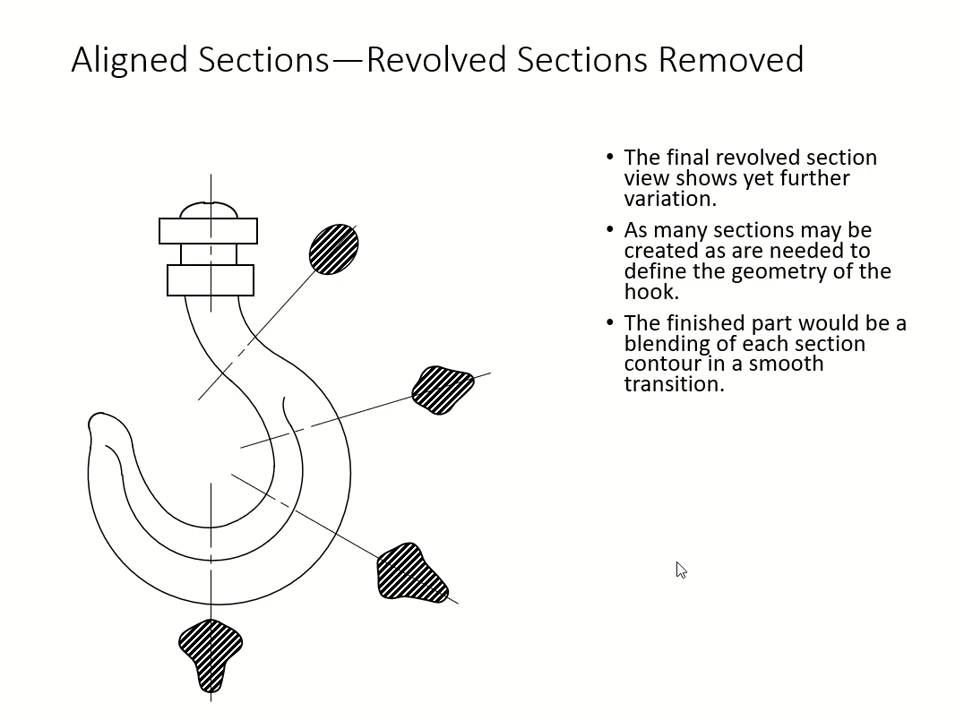 Aligned Sections—Revolved Sections Removed
• The final revolved section
view shows yet further
variation.
• As many sections may be
created as are needed to
define the geometry of the
hook.
• The finished part would be a
blending of each section
contour in a smooth
transition.